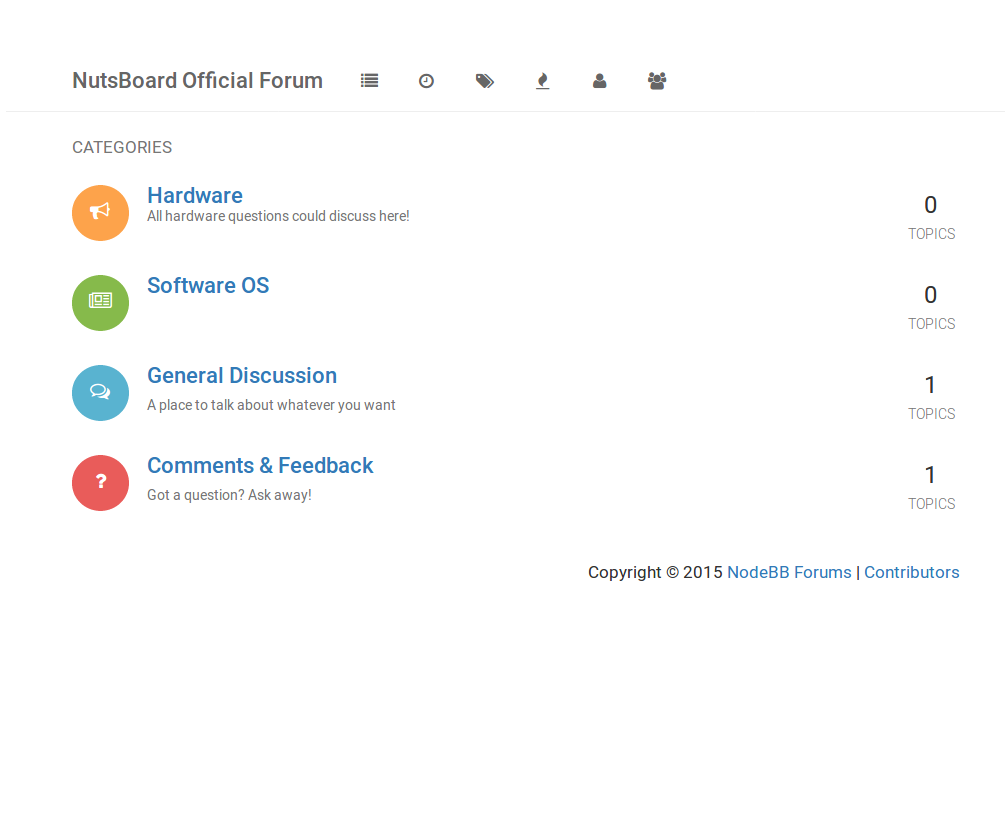 NutsBoard Official Forum
CATEGORIES
Hardware
All hardware questions could discuss here!
0
TOPICS
Software OS
0
TOPICS
General Discussion
A place to talk about whatever you want
1
TOPICS
Comments & Feedback
Got a question? Ask away!
1
TOPICS
Copyright © 2015 NodeBB Forums | Contributors